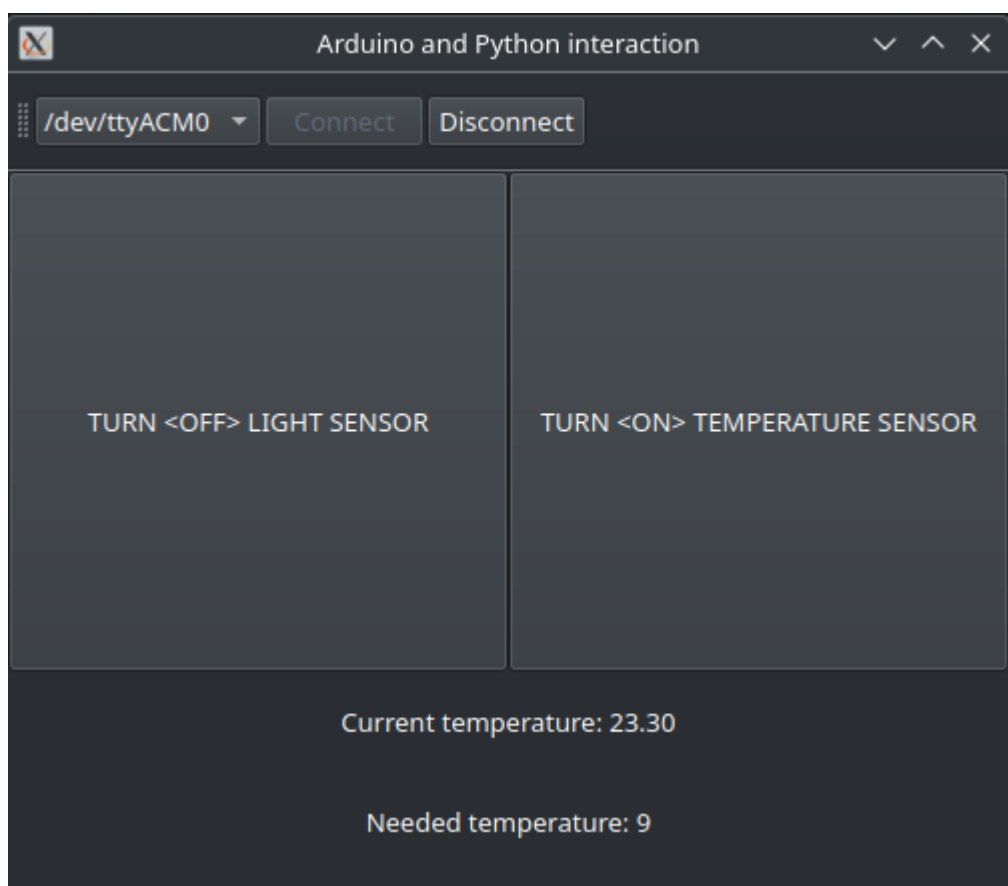 Arduino and Python interaction
/dev/ttyACM0 Connect Disconnect
TURN <OFF> LIGHT SENSOR TURN <ON> TEMPERATURE SENSOR
Current temperature: 23.30
Needed temperature: 9